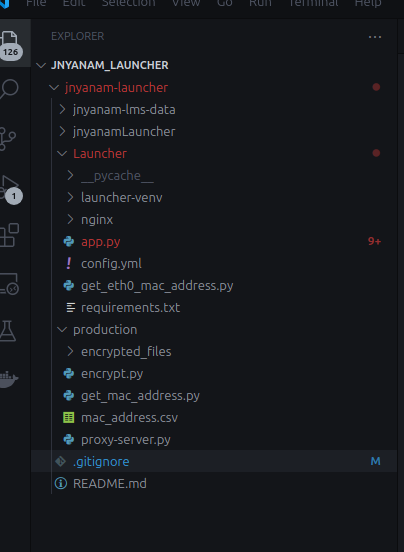 File Edit Selection View Go Run Terminal Help
EXPLORER
126
JNYANAM_LAUNCHER
jnyanam-launcher
jnyanam-lms-data
jnyanamLauncher
Launcher
__pycache__
launcher-venv
1
nginx
app.py 9+
! config.yml
get_eth0_mac_address.py
requirements.txt
production
encrypted_files
encrypt.py
get_mac_address.py
mac_address.csv
proxy-server.py
.gitignore M
README.md